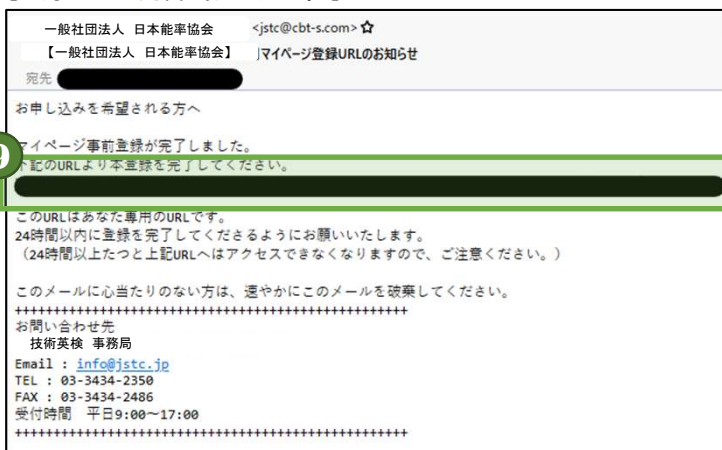 一般社団法人 日本能率協会 <jstc@cbt-s.com>☆
【一般社団法人 日本能率協会】 マイページ登録URLのお知らせ
宛先
お申し込みを希望される方へ
マイページ事前登録が完了しました。
9
下記のURLより本登録を完了してください。
このURLはあなた専用のURLです。
24時間以内に登録を完了してくださるようにお願いいたします。
（24時間以上たつと上記URLへはアクセスできなくなりますので、ご注意ください。）
このメールに心当たりのない方は、速やかにこのメールを破棄してください。
++++++++++++++++++++++++++++++++++++++++++++++++++
お問い合わせ先
技術英検 事務局
Email : info@jstc.jp
TEL : 03-3434-2350
FAX : 03-3434-2486
受付時間 平日9:00～17:00
++++++++++++++++++++++++++++++++++++++++++++++++++